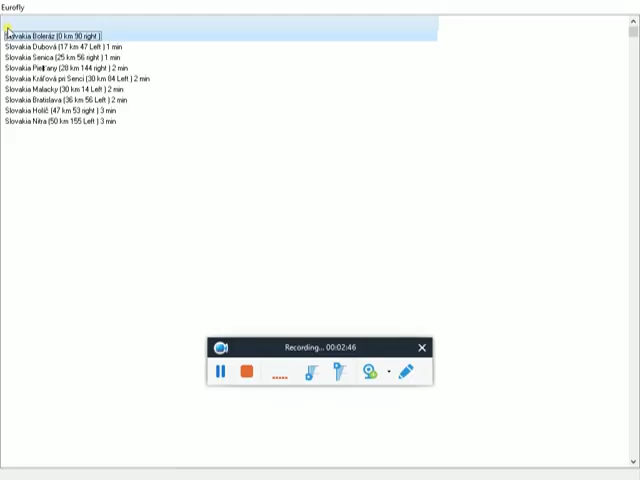 Eurofly
Slovakia Boleráz (0 km 90 right )
Slovakia Dubová (17 km 47 Left ) 1 min
Slovakia Senica (25 km 56 right ) 1 min
Slovakia Piešťany (28 km 144 right ) 2 min
Slovakia Kráľová pri Senci (30 km 84 Left ) 2 min
Slovakia Malacky (30 km 14 Left ) 2 min
Slovakia Bratislava (36 km 56 Left ) 2 min
Slovakia Holíč (47 km 53 right ) 3 min
Slovakia Nitra (50 km 155 Left ) 3 min
Recording... 00:02:46